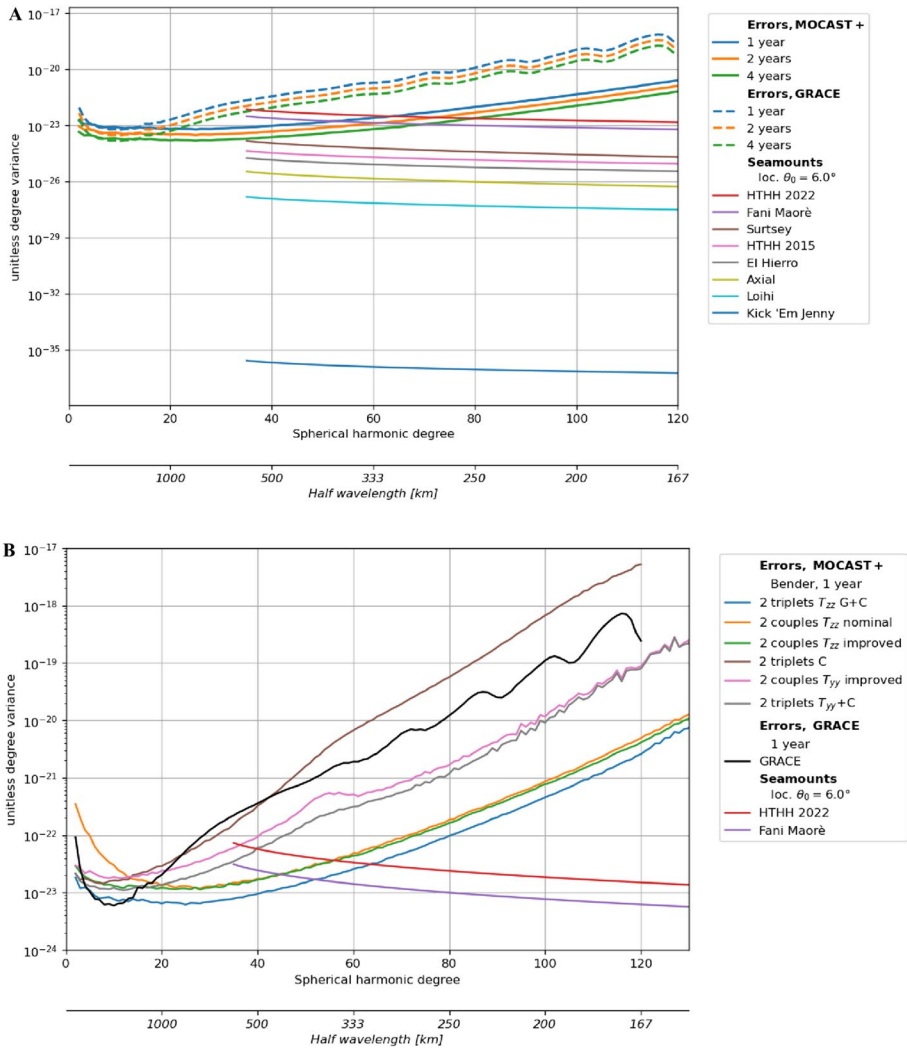 A
10⁻¹⁷
10⁻²⁰
10⁻²³
10⁻²⁶
10⁻²⁹
10⁻³²
10⁻³⁵
unitless degree variance
0 20 40 60 80 100 120
Spherical harmonic degree
1000 500 333 250 200 167
Half wavelength [km]
Errors, MOCAST+
1 year
2 years
4 years
Errors, GRACE
1 year
2 years
4 years
Seamounts
loc. θ₀ = 6.0°
HTHH 2022
Fani Maorè
Surtsey
HTHH 2015
El Hierro
Axial
Loihi
Kick 'Em Jenny
B
10⁻¹⁷
10⁻¹⁸
10⁻¹⁹
10⁻²⁰
10⁻²¹
10⁻²²
10⁻²³
10⁻²⁴
unitless degree variance
0 20 40 60 80 100 120
Spherical harmonic degree
1000 500 333 250 200 167
Half wavelength [km]
Errors, MOCAST+
Bender, 1 year
2 triplets T_zz G+C
2 couples T_zz nominal
2 couples T_zz improved
2 triplets C
2 couples T_yy improved
2 triplets T_yy+C
Errors, GRACE
1 year
GRACE
Seamounts
loc. θ₀ = 6.0°
HTHH 2022
Fani Maorè